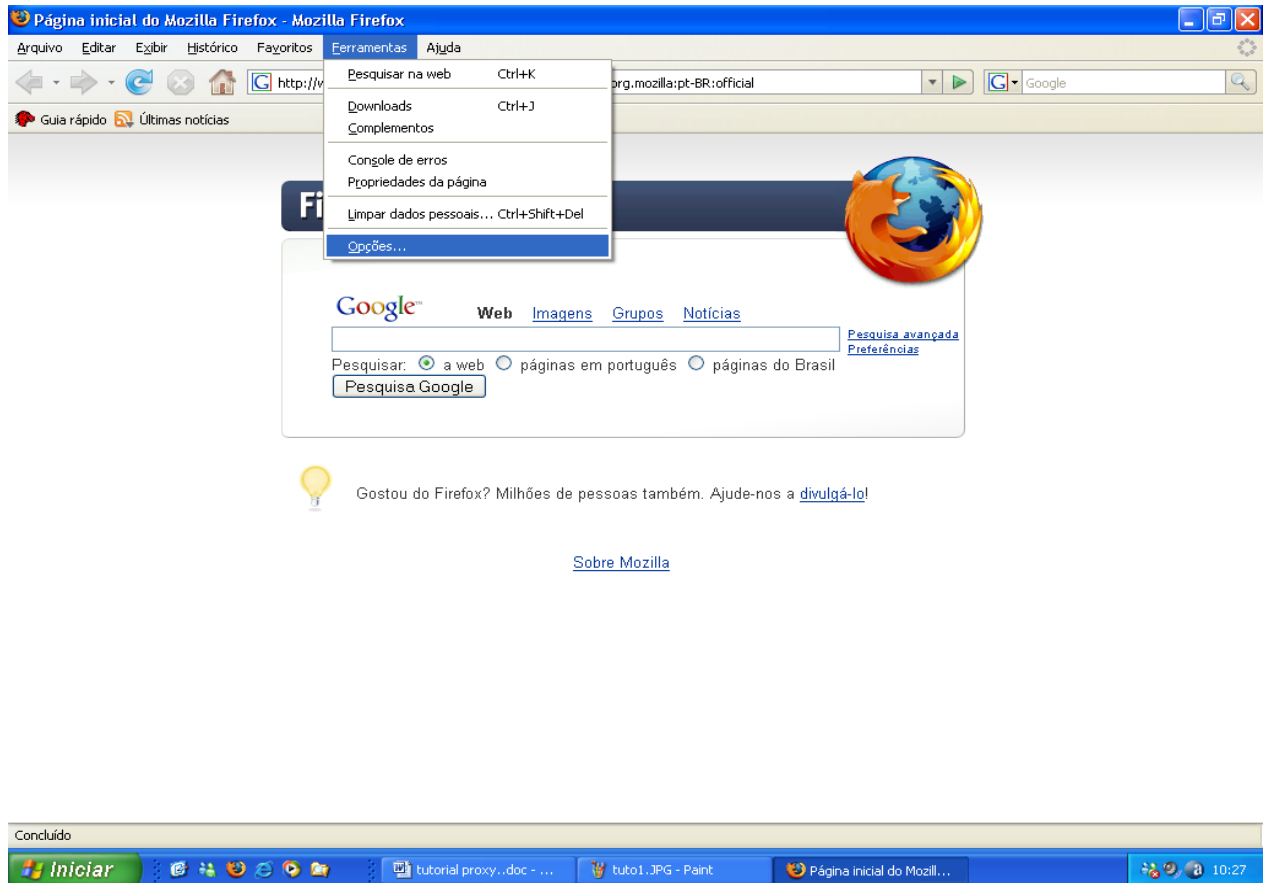 Página inicial do Mozilla Firefox - Mozilla Firefox
Arquivo Editar Exibir Histórico Favoritos Ferramentas Ajuda
http://w
org.mozilla:pt-BR:official
Google
Guia rápido Últimas notícias
Pesquisar na web Ctrl+K
Downloads Ctrl+J
Complementos
Console de erros
Propriedades da página
Limpar dados pessoais... Ctrl+Shift+Del
Opções...
Fi
Google™ Web Imagens Grupos Notícias
Pesquisa avançada
Preferências
Pesquisar: a web páginas em português páginas do Brasil
Pesquisa Google
Gostou do Firefox? Milhões de pessoas também. Ajude-nos a divulgá-lo!
Sobre Mozilla
Concluído
Iniciar tutorial proxy..doc - ... tuto1.JPG - Paint Página inicial do Mozill... 10:27